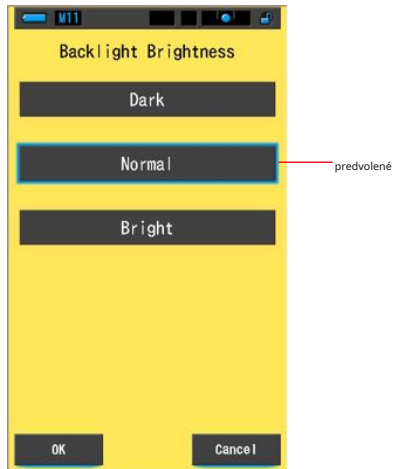 M11
Backlight Brightness
Dark
Normal
predvolené
Bright
OK
Cancel